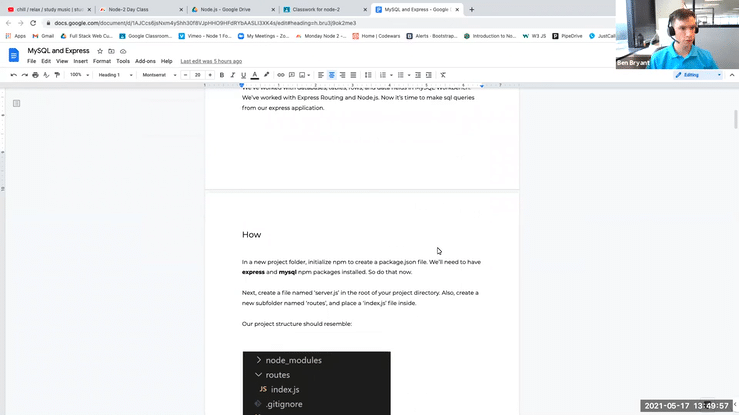 chill / relax / study music | stu
Node-2 Day Class
Node.js - Google Drive
Classwork for node-2
MySQL and Express - Google
docs.google.com/document/d/
Apps
Gmail
Full Stack Web Cu
Google Classroom
Vimeo - Node 2 1
My Meetings - Zo
Monday Node 2
Home | Codewars
Alerts · Bootstrap
Introduction to No
W3 JS
PipeDrive
JustCall
Ben Bryant
MySQL and Express
File Edit View Insert Format Tools Add-ons Help Last edit was 5 hours ago
100% Heading 1 Montserrat 20 Editing
We've worked with databases, tables, rows, and data fields in MySQL Workbench.
We've worked with Express Routing and Node.js. Now it's time to make sql queries
from our express application.
How
In a new project folder, initialize npm to create a package.json file. We'll need to have
express and mysql npm packages installed. So do that now.
Next, create a file named 'server.js' in the root of your project directory. Also, create a
new subfolder named 'routes', and place a 'index.js' file inside.
Our project structure should resemble:
node_modules
routes
JS index.js
.gitignore
2021-05-17 13:49:57